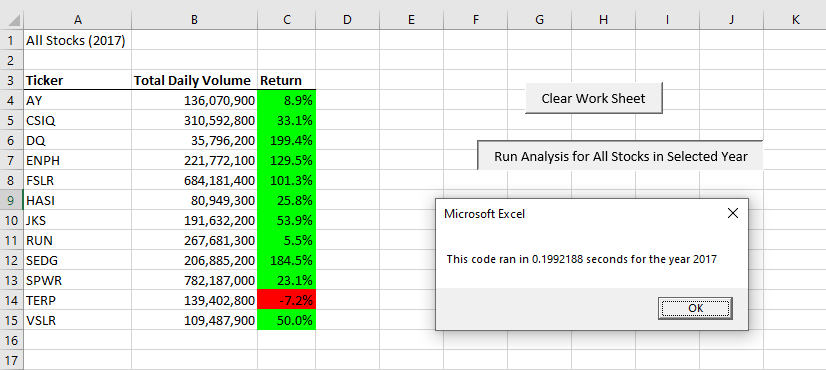 A B C D E F G H I J K
1 All Stocks (2017)
2
3 Ticker Total Daily Volume Return
4 AY 136,070,900 8.9%
Clear Work Sheet
5 CSIQ 310,592,800 33.1%
6 DQ 35,796,200 199.4%
7 ENPH 221,772,100 129.5%
Run Analysis for All Stocks in Selected Year
8 FSLR 684,181,400 101.3%
9 HASI 80,949,300 25.8%
10 JKS 191,632,200 53.9%
11 RUN 267,681,300 5.5%
12 SEDG 206,885,200 184.5%
13 SPWR 782,187,000 23.1%
14 TERP 139,402,800 -7.2%
15 VSLR 109,487,900 50.0%
16
17
Microsoft Excel
This code ran in 0.1992188 seconds for the year 2017
OK